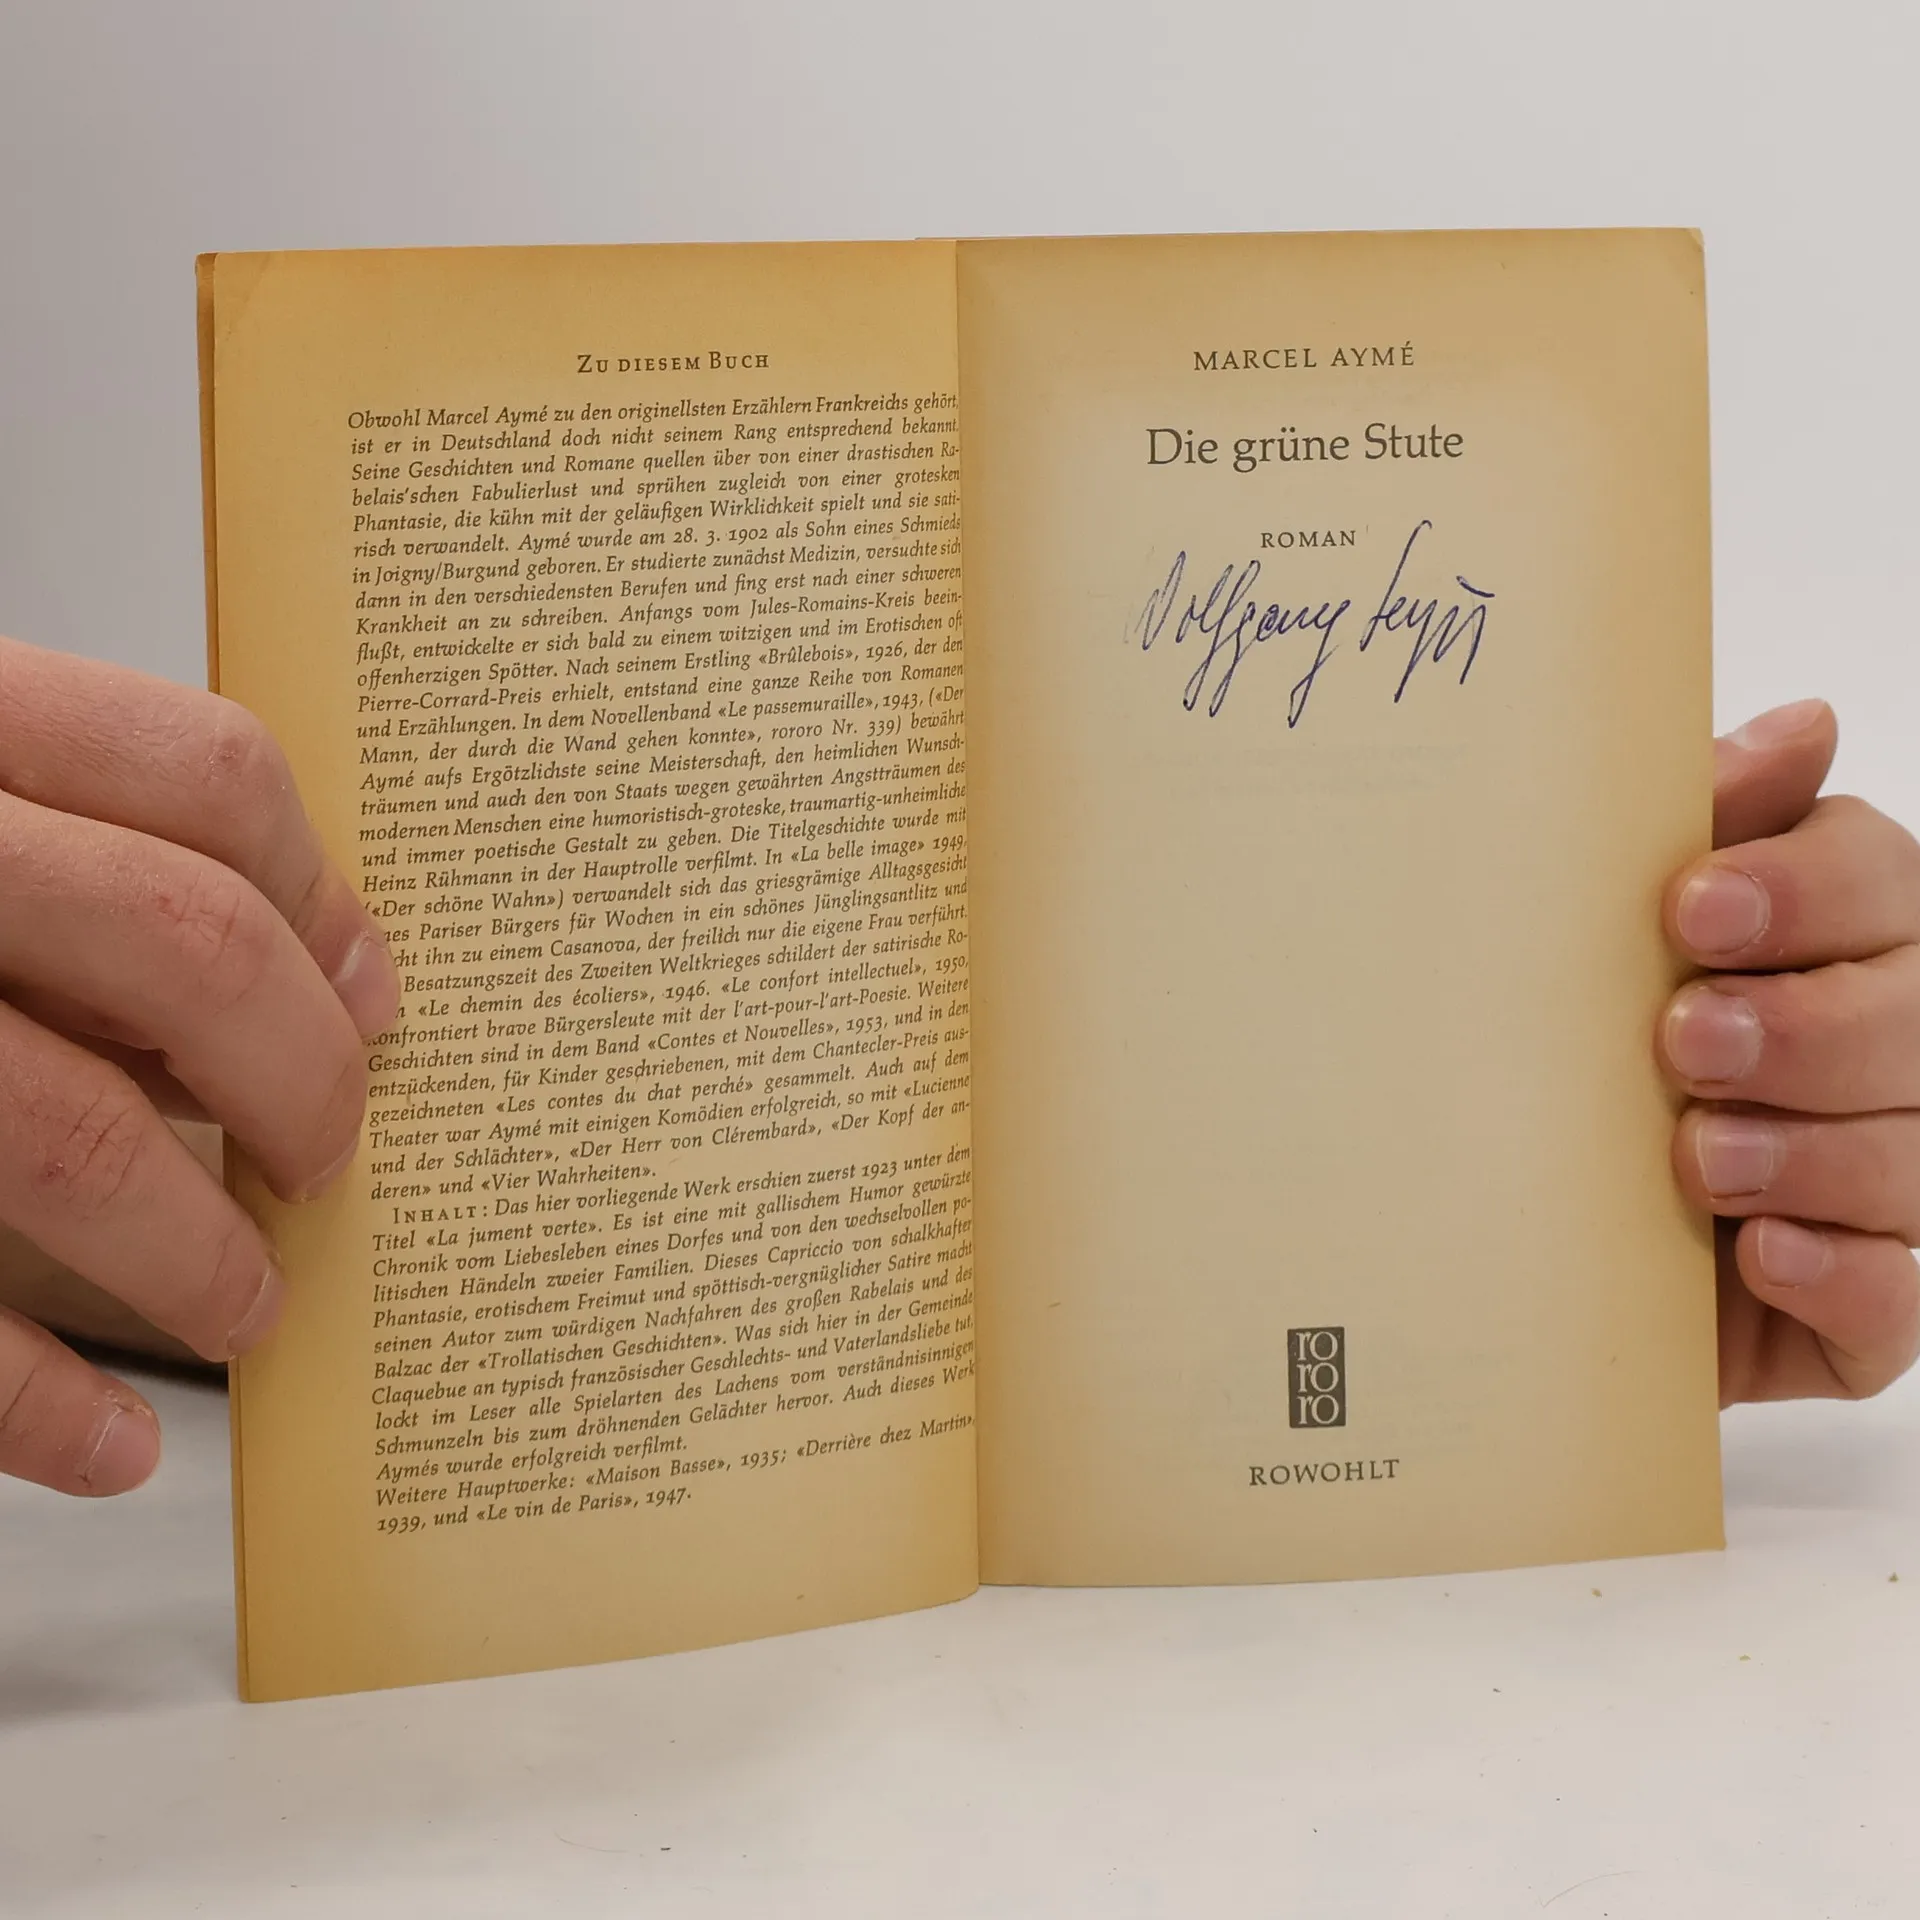 ZU DIESEM BUCH
Obwohl Marcel Aymé zu den originellsten Erzählern Frankreichs gehört,
ist er in Deutschland doch nicht seinem Rang entsprechend bekannt.
Seine Geschichten und Romane quellen über von einer drastischen Ra-
belais'schen Fabulierlust und sprühen zugleich von einer grotesken
Phantasie, die kühn mit der geläufigen Wirklichkeit spielt und sie sati-
risch verwandelt. Aymé wurde am 28. 3. 1902 als Sohn eines Schmieds
in Joigny/Burgund geboren. Er studierte zunächst Medizin, versuchte sich
dann in den verschiedensten Berufen und fing erst nach einer schweren
Krankheit an zu schreiben. Anfangs vom Jules-Romains-Kreis beein-
flußt, entwickelte er sich bald zu einem witzigen und im Erotischen oft
offenherzigen Spötter. Nach seinem Erstling «Brûlebois», 1926, der den
Pierre-Corrard-Preis erhielt, entstand eine ganze Reihe von Romanen
und Erzählungen. In dem Novellenband «Le passemuraille», 1943, («Der
Mann, der durch die Wand gehen konnte», rororo Nr. 339) bewährt
Aymé aufs Ergötzlichste seine Meisterschaft, den heimlichen Wunsch-
träumen und auch den von Staats wegen gewährten Angstträumen des
modernen Menschen eine humoristisch-groteske, traumartig-unheimliche
und immer poetische Gestalt zu geben. Die Titelgeschichte wurde mit
Heinz Rühmann in der Hauptrolle verfilmt. In «La belle image» 1949,
(«Der schöne Wahn») verwandelt sich das griesgrämige Alltagsgesicht
nes Pariser Bürgers für Wochen in ein schönes Jünglingsantlitz und
cht ihn zu einem Casanova, der freilich nur die eigene Frau verführt.
Besatzungszeit des Zweiten Weltkrieges schildert der satirische Ro-
n «Le chemin des écoliers», 1946. «Le confort intellectuel», 1950,
konfrontiert brave Bürgersleute mit der l'art-pour-l'art-Poesie. Weitere
Geschichten sind in dem Band «Contes et Nouvelles», 1953, und in den
entzückenden, für Kinder geschriebenen, mit dem Chantecler-Preis aus-
gezeichneten «Les contes du chat perché» gesammelt. Auch auf dem
Theater war Aymé mit einigen Komödien erfolgreich, so mit «Lucienne
und der Schlächter», «Der Herr von Clérembard», «Der Kopf der an-
deren» und «Vier Wahrheiten».
INHALT: Das hier vorliegende Werk erschien zuerst 1923 unter dem
Titel «La jument verte». Es ist eine mit gallischem Humor gewürzte
Chronik vom Liebesleben eines Dorfes und von den wechselvollen po-
litischen Händeln zweier Familien. Dieses Capriccio von schalkhafter
Phantasie, erotischem Freimut und spöttisch-vergnüglicher Satire macht
seinen Autor zum würdigen Nachfahren des großen Rabelais und des
Balzac der «Trollatischen Geschichten». Was sich hier in der Gemeinde
Claquebue an typisch französischer Geschlechts- und Vaterlandsliebe tut,
lockt im Leser alle Spielarten des Lachens vom verständnisinnigen
Schmunzeln bis zum dröhnenden Gelächter hervor. Auch dieses Werk
Aymés wurde erfolgreich verfilmt.
Weitere Hauptwerke: «Maison Basse», 1935; «Derrière chez Martin»,
1939, und «Le vin de Paris», 1947.
MARCEL AYMÉ
Die grüne Stute
ROMAN
Wolfgang
ro
ro
ro
ROWOHLT